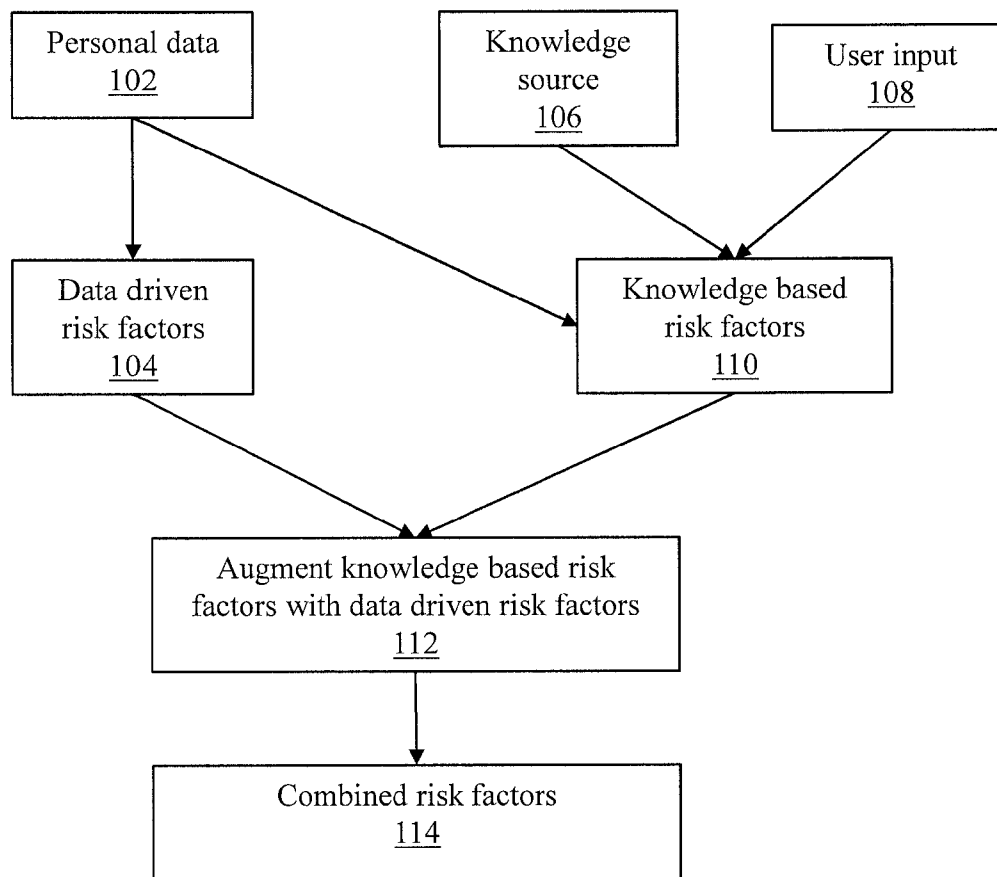 Personal data
102
Knowledge
source
106
User input
108
Data driven
risk factors
104
Knowledge based
risk factors
110
Augment knowledge based risk
factors with data driven risk factors
112
Combined risk factors
114